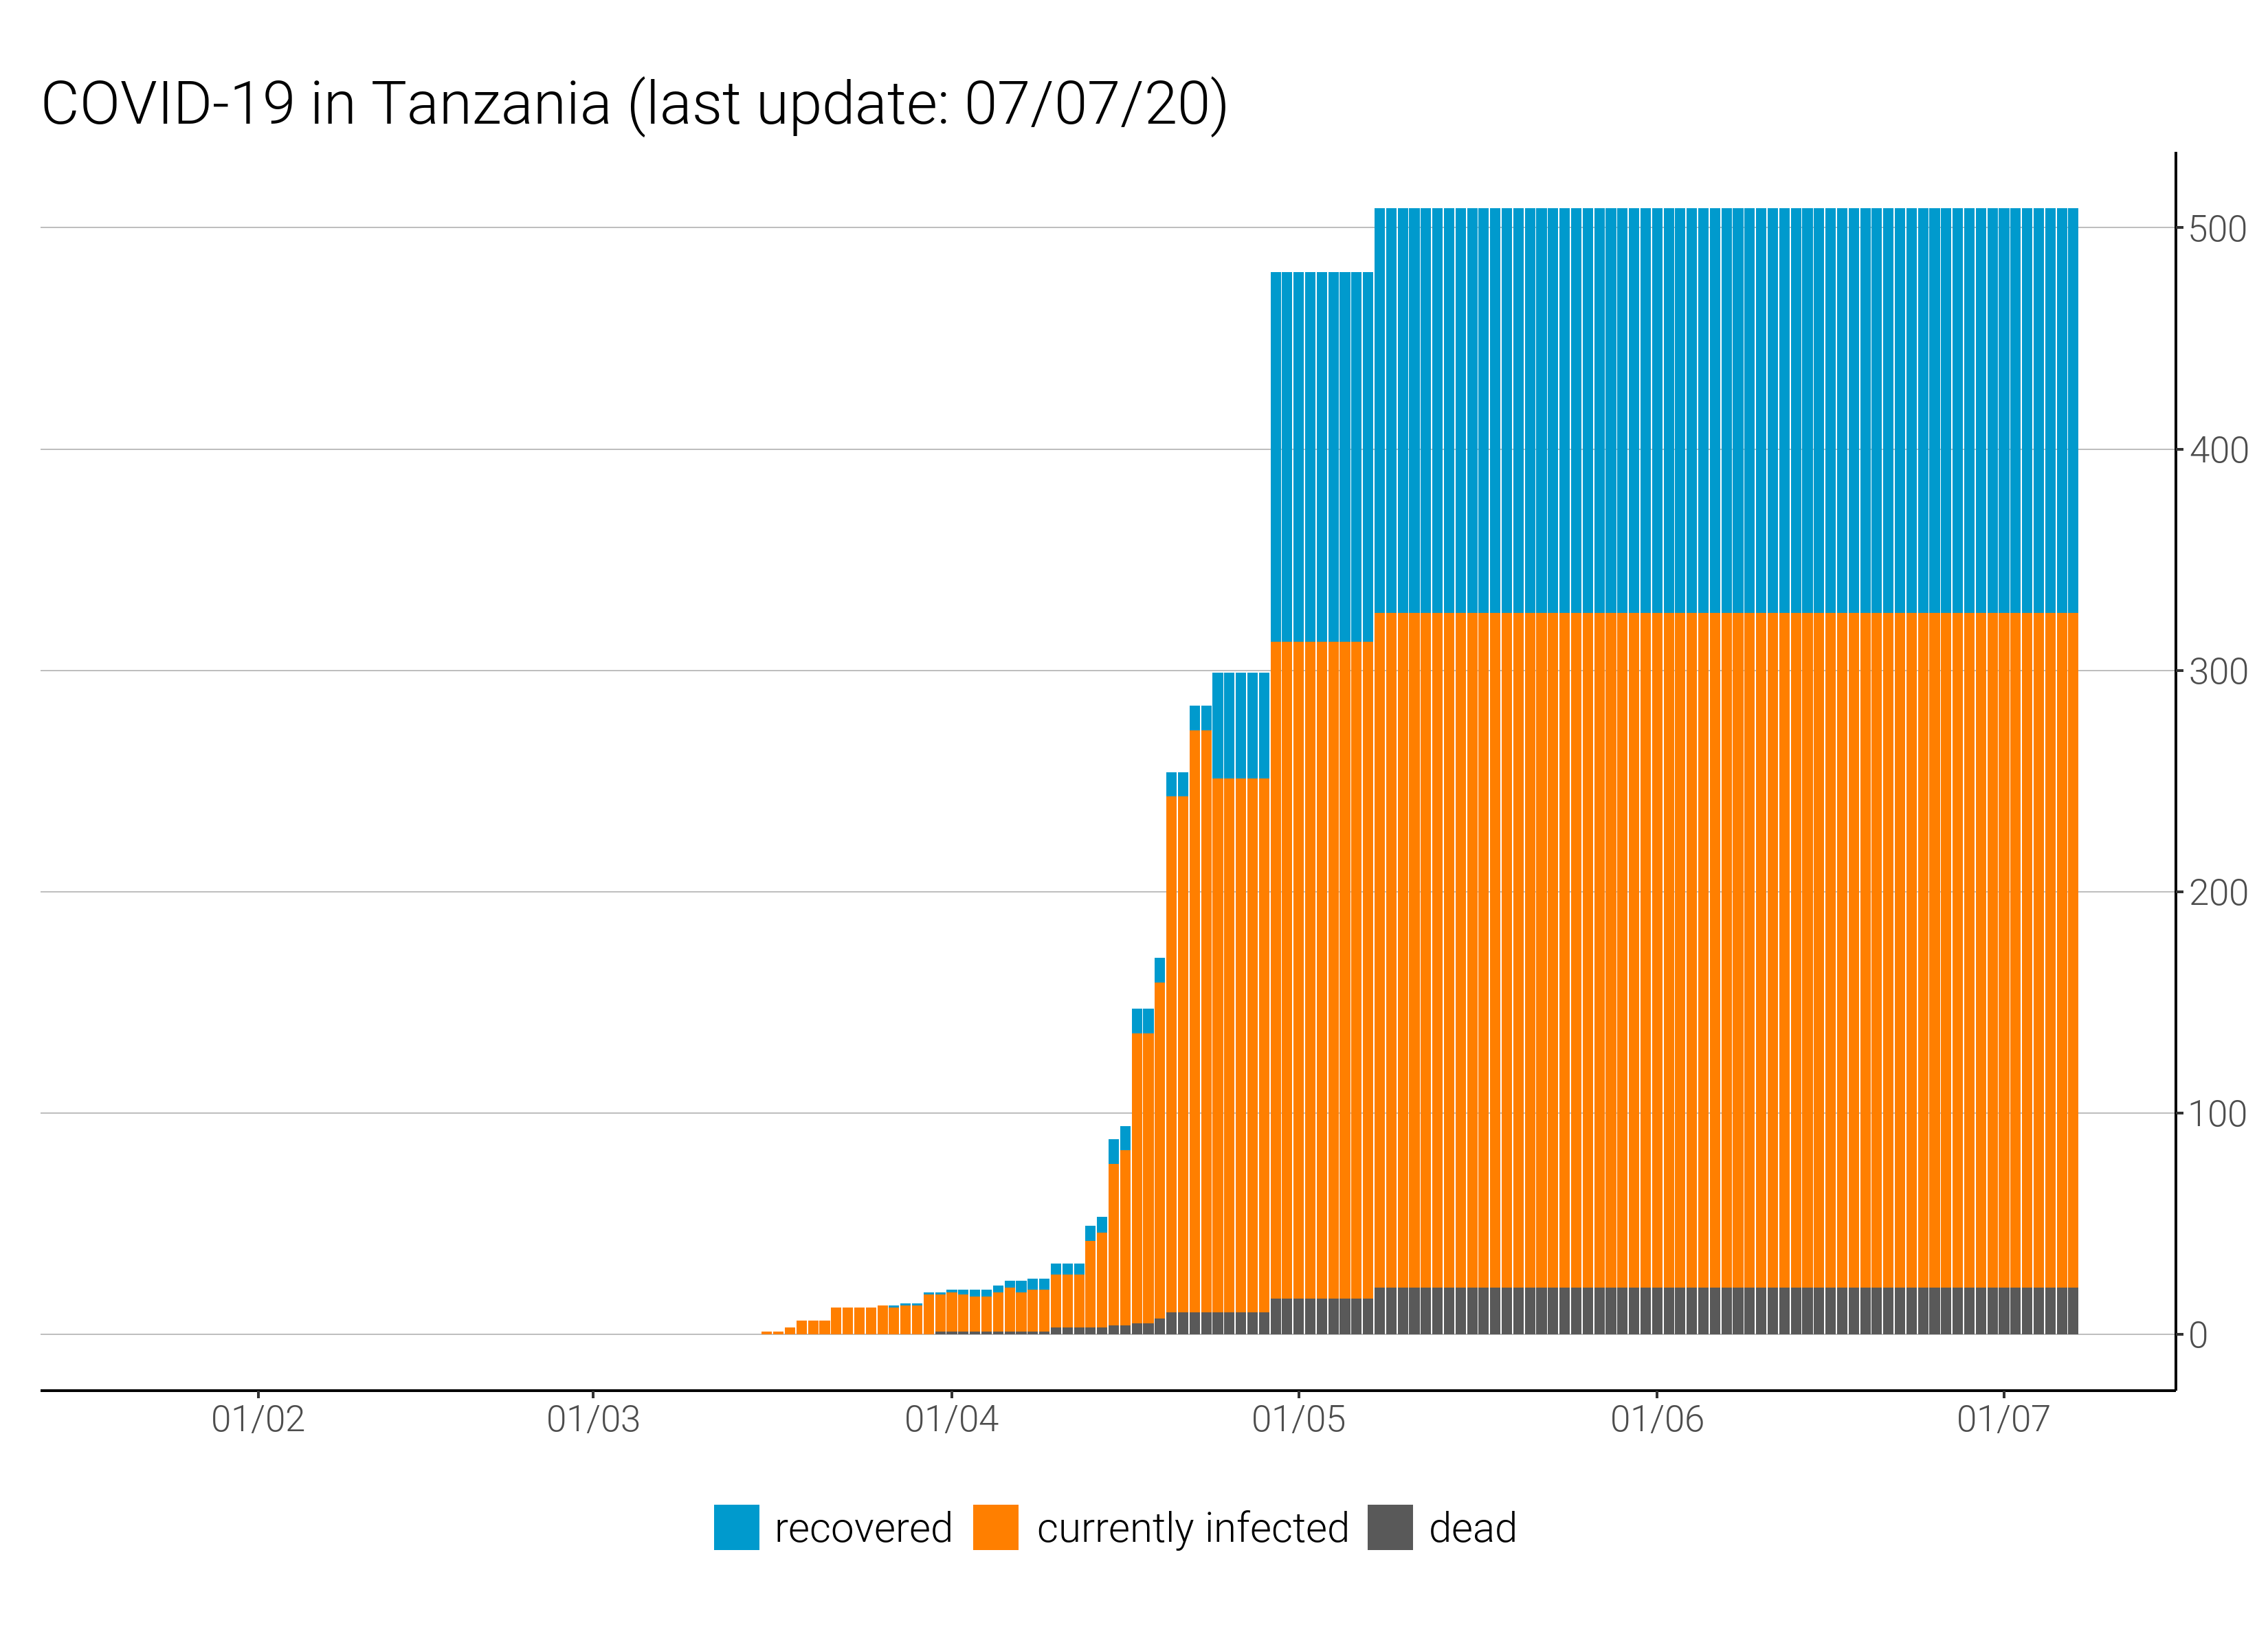 COVID-19 in Tanzania (last update: 07/07/20)
500
400
300
200
100
0
01/02 01/03 01/04 01/05 01/06 01/07
recovered currently infected dead